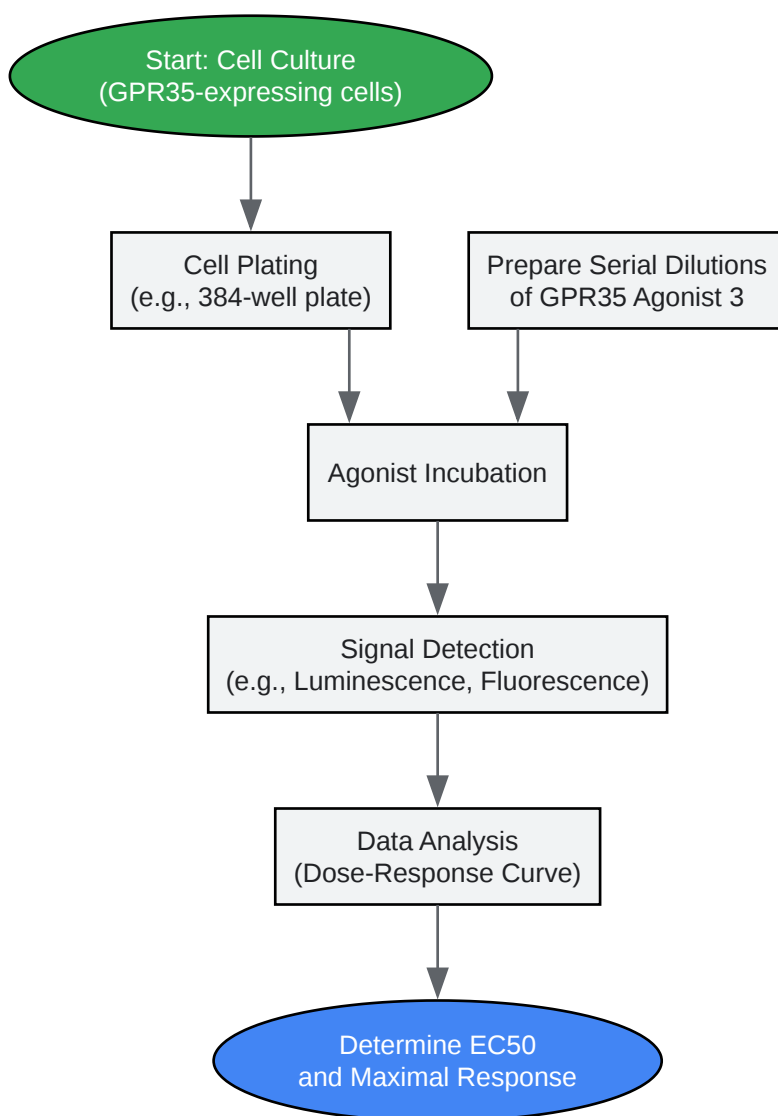 Start: Cell Culture
(GPR35-expressing cells)
Cell Plating
(e.g., 384-well plate)
Prepare Serial Dilutions
of GPR35 Agonist 3
Agonist Incubation
Signal Detection
(e.g., Luminescence, Fluorescence)
Data Analysis
(Dose-Response Curve)
Determine EC50
and Maximal Response